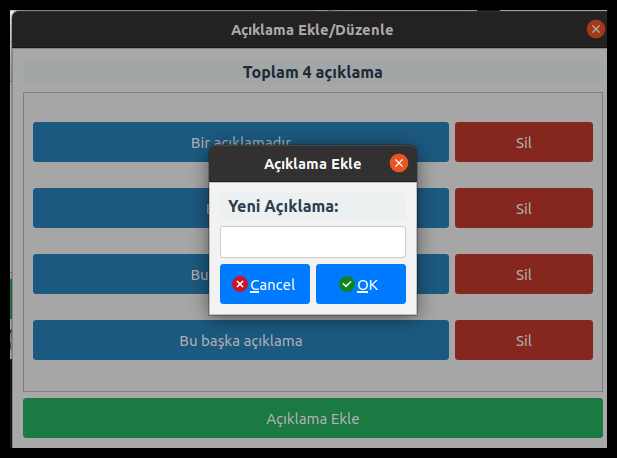 Açıklama Ekle/Düzenle
Toplam 4 açıklama
Bir açıklamadır
Sil
Açıklama Ekle
Yeni Açıklama:
Cancel
OK
Sil
Bu
Sil
Bu başka açıklama
Sil
Açıklama Ekle